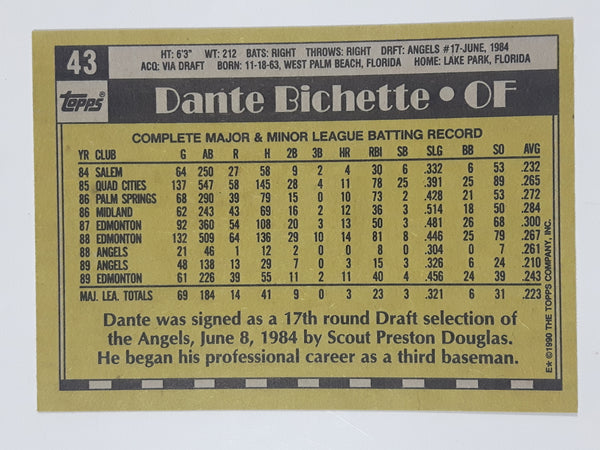 43
HT: 6'3" WT: 212 BATS: RIGHT THROWS: RIGHT DRFT: ANGELS #17-JUNE, 1984
ACQ: VIA DRAFT BORN: 11-18-63, WEST PALM BEACH, FLORIDA HOME: LAKE PARK, FLORIDA
Topps®
Dante Bichette • OF
COMPLETE MAJOR & MINOR LEAGUE BATTING RECORD
YR CLUB G AB R H 2B 3B HR RBI SB SLG BB SO AVG
84 SALEM 64 250 27 58 9 2 4 30 6 .332 6 53 .232
85 QUAD CITIES 137 547 58 145 28 4 11 78 25 .391 25 89 .265
86 PALM SPRINGS 68 290 39 79 15 0 10 73 2 .428 21 53 .272
86 MIDLAND 62 243 43 69 16 2 12 36 3 .514 18 50 .284
87 EDMONTON 92 360 54 108 20 3 13 50 3 .481 26 68 .300
88 EDMONTON 132 509 64 136 29 10 14 81 8 .446 25 79 .267
88 ANGELS 21 46 1 12 2 0 0 8 0 .304 0 7 .261
89 ANGELS 48 138 13 29 7 0 3 15 3 .326 6 24 .210
89 EDMONTON 61 226 39 55 11 2 11 40 4 .456 24 39 .243
MAJ. LEA. TOTALS 69 184 14 41 9 0 3 23 3 .321 6 31 .223
Dante was signed as a 17th round Draft selection of
the Angels, June 8, 1984 by Scout Preston Douglas.
He began his professional career as a third baseman.
E* ©1990 THE TOPPS COMPANY, INC.